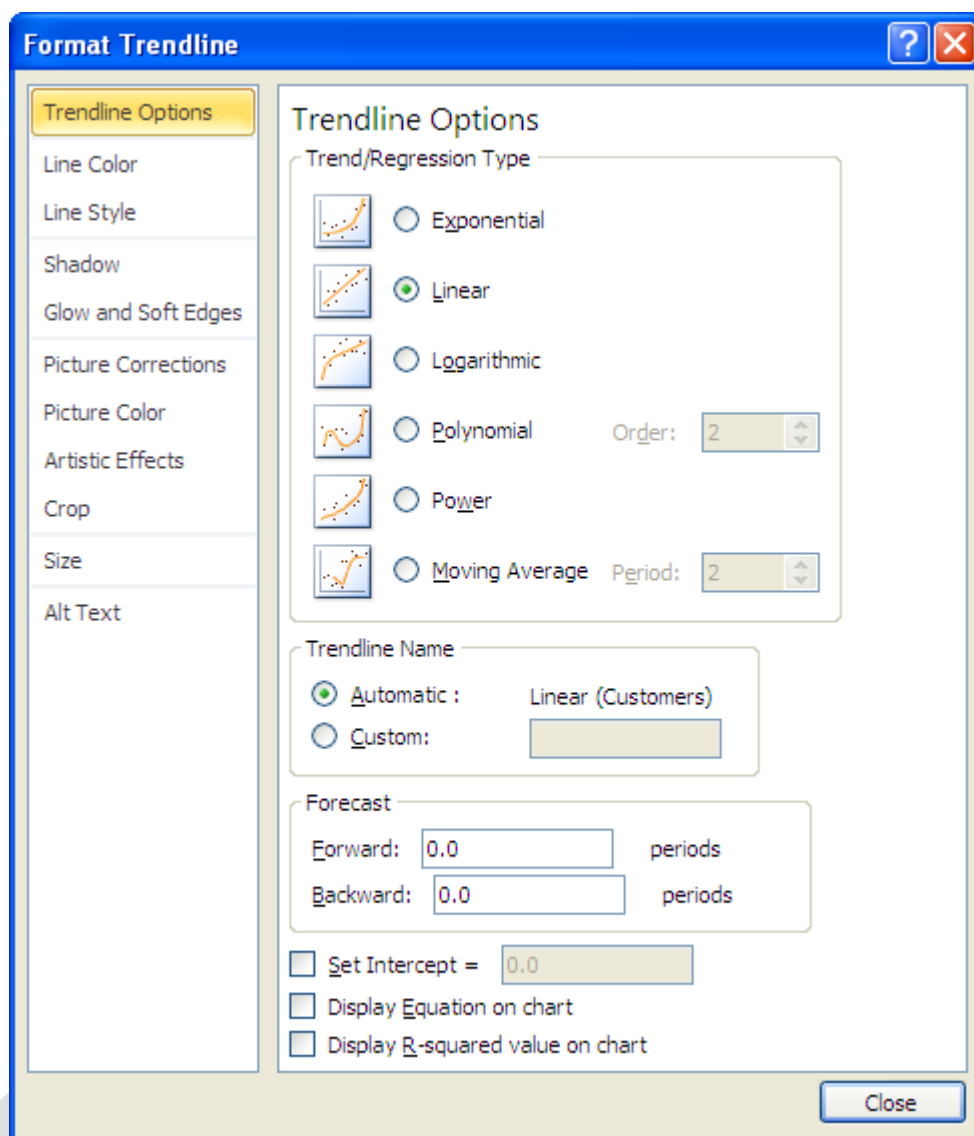 Format Trendline
Trendline Options
Line Color
Line Style
Shadow
Glow and Soft Edges
Picture Corrections
Picture Color
Artistic Effects
Crop
Size
Alt Text
Trendline Options
Trend/Regression Type
Exponential
Linear
Logarithmic
Polynomial Order: 2
Power
Moving Average Period: 2
Trendline Name
Automatic : Linear (Customers)
Custom:
Forecast
Forward: 0.0 periods
Backward: 0.0 periods
Set Intercept = 0.0
Display Equation on chart
Display R-squared value on chart
Close